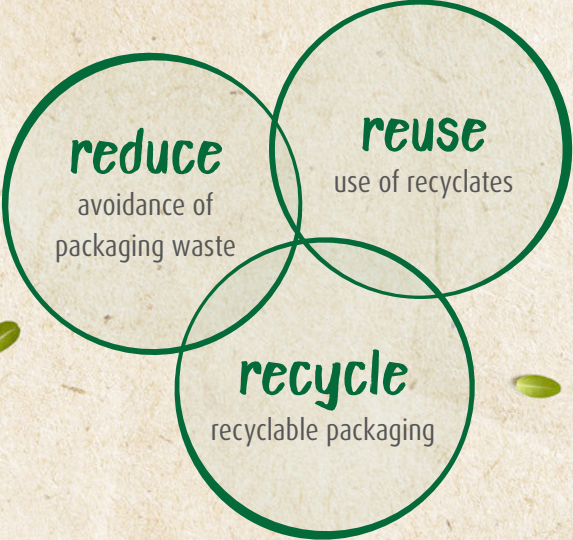 reduce
avoidance of
packaging waste
reuse
use of recyclates
recycle
recyclable packaging